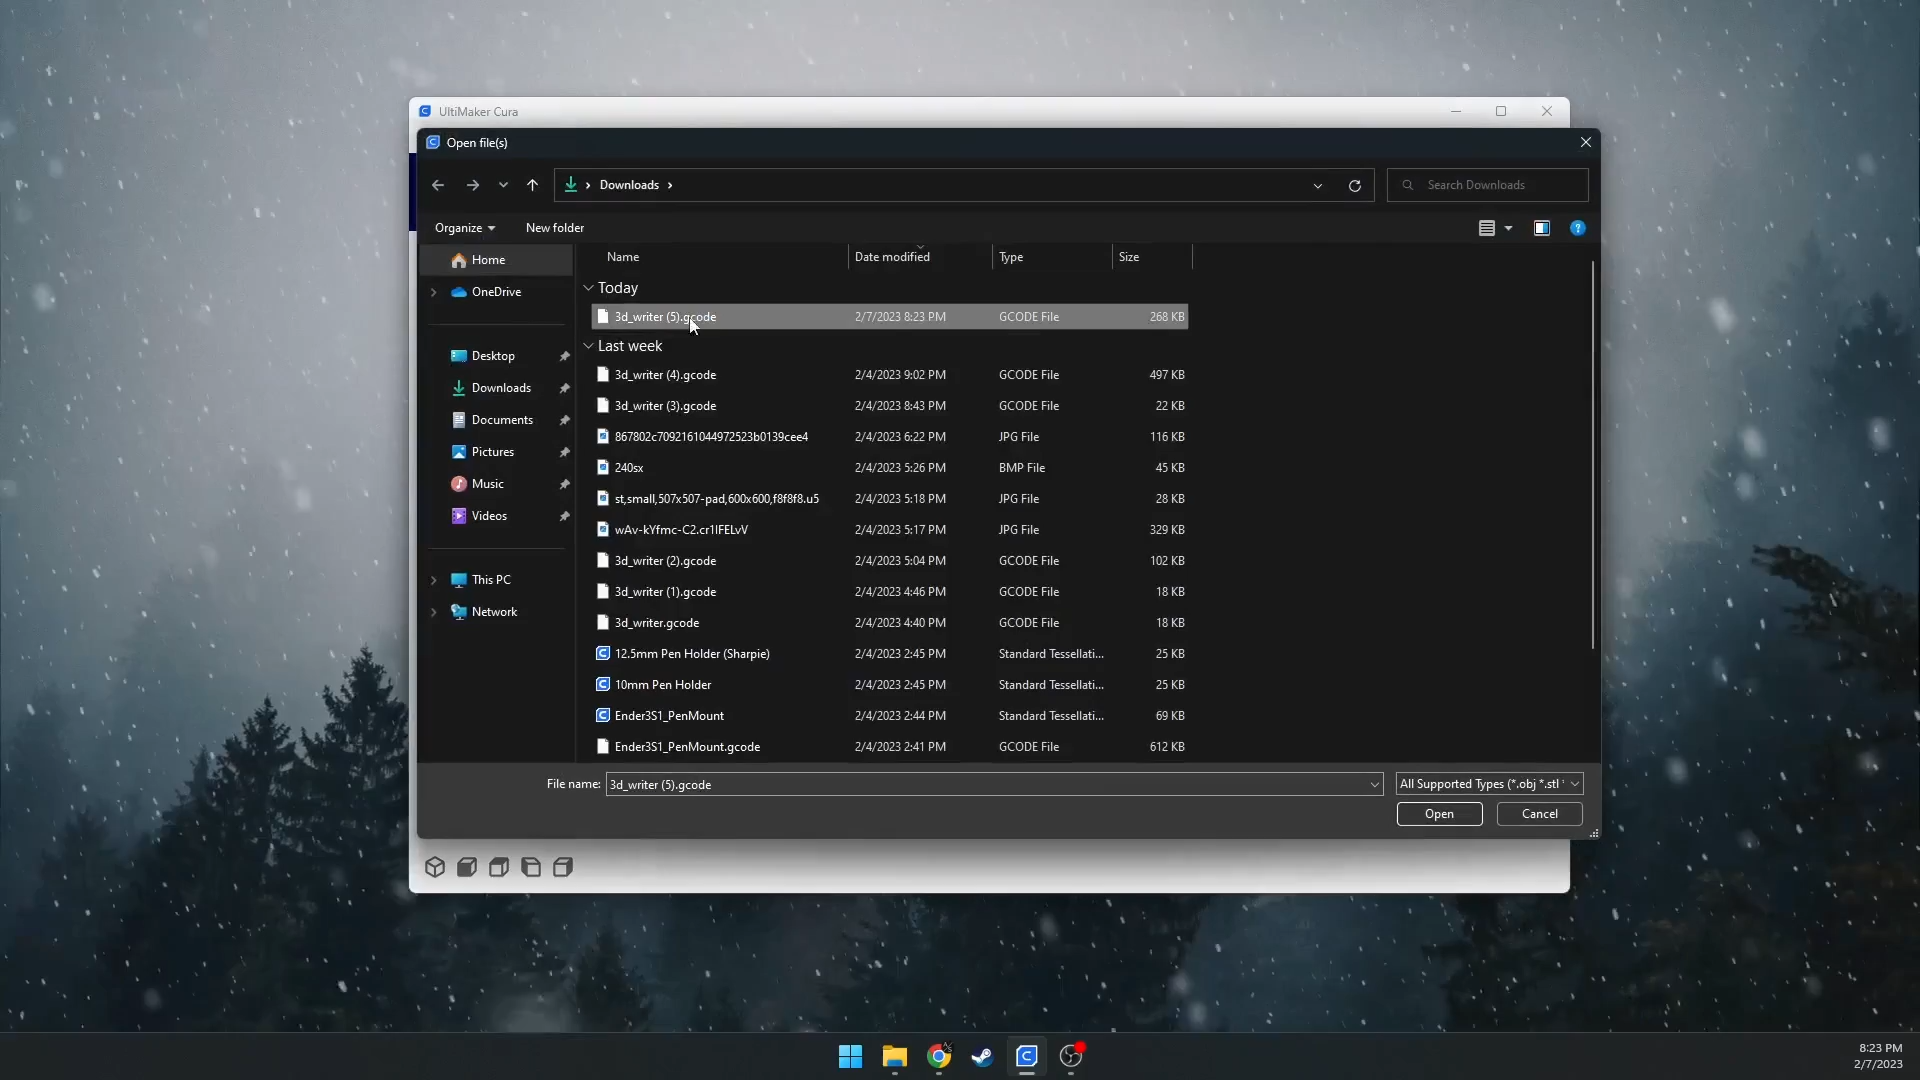 UltiMaker Cura
Open file(s)
Downloads
Search Downloads
Organize
New folder
Name Date modified Type Size
Home
OneDrive
Desktop
Downloads
Documents
Pictures
Music
Videos
This PC
Network
Today
3d_writer (5).gcode 2/7/2023 8:23 PM GCODE File 268 KB
Last week
3d_writer (4).gcode 2/4/2023 9:02 PM GCODE File 497 KB
3d_writer (3).gcode 2/4/2023 8:43 PM GCODE File 22 KB
867802c7092161044972523b0139cee4 2/4/2023 6:22 PM JPG File 116 KB
240sx 2/4/2023 5:26 PM BMP File 45 KB
st,small,507x507-pad,600x600,f8f8f8.u5 2/4/2023 5:18 PM JPG File 28 KB
2/4/2023 5:17 PM JPG File 329 KB
3d_writer (2).gcode 2/4/2023 5:04 PM GCODE File 102 KB
3d_writer (1).gcode 2/4/2023 4:46 PM GCODE File 18 KB
3d_writer.gcode 2/4/2023 4:40 PM GCODE File 18 KB
12.5mm Pen Holder (Sharpie) 2/4/2023 2:45 PM Standard Tessellati... 25 KB
10mm Pen Holder 2/4/2023 2:45 PM Standard Tessellati... 25 KB
Ender3S1_PenMount 2/4/2023 2:44 PM Standard Tessellati... 69 KB
Ender3S1_PenMount.gcode 2/4/2023 2:41 PM GCODE File 612 KB
File name: 3d_writer (5).gcode All Supported Types (*.obj *.stl *
Open Cancel
8:23 PM
2/7/2023